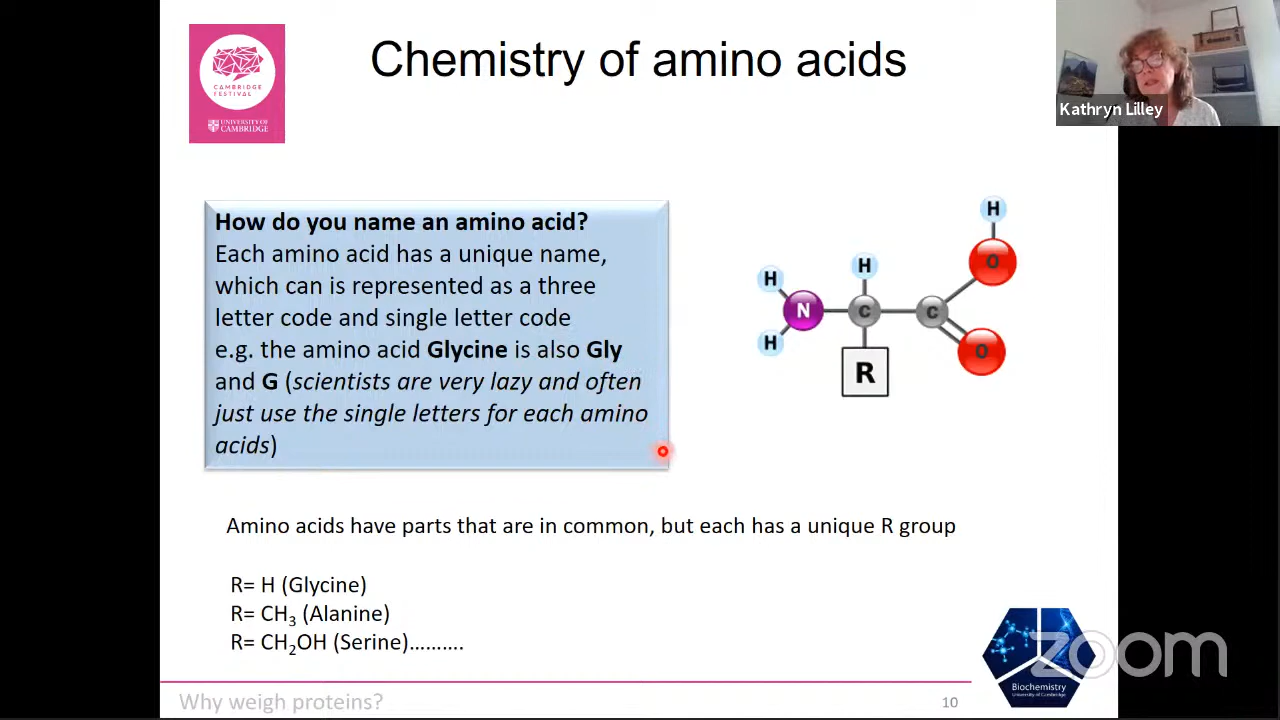 Chemistry of amino acids
CAMBRIDGE
FESTIVAL
UNIVERSITY OF
CAMBRIDGE
Kathryn Lilley
How do you name an amino acid?
Each amino acid has a unique name,
which can is represented as a three
letter code and single letter code
e.g. the amino acid Glycine is also Gly
and G (scientists are very lazy and often
just use the single letters for each amino
acids)
H
O
H
H
N
C
C
H
O
R
Amino acids have parts that are in common, but each has a unique R group
R= H (Glycine)
R= CH₃ (Alanine)
R= CH₂OH (Serine)……….
zoom
Biochemistry
University of Cambridge
Why weigh proteins?
10